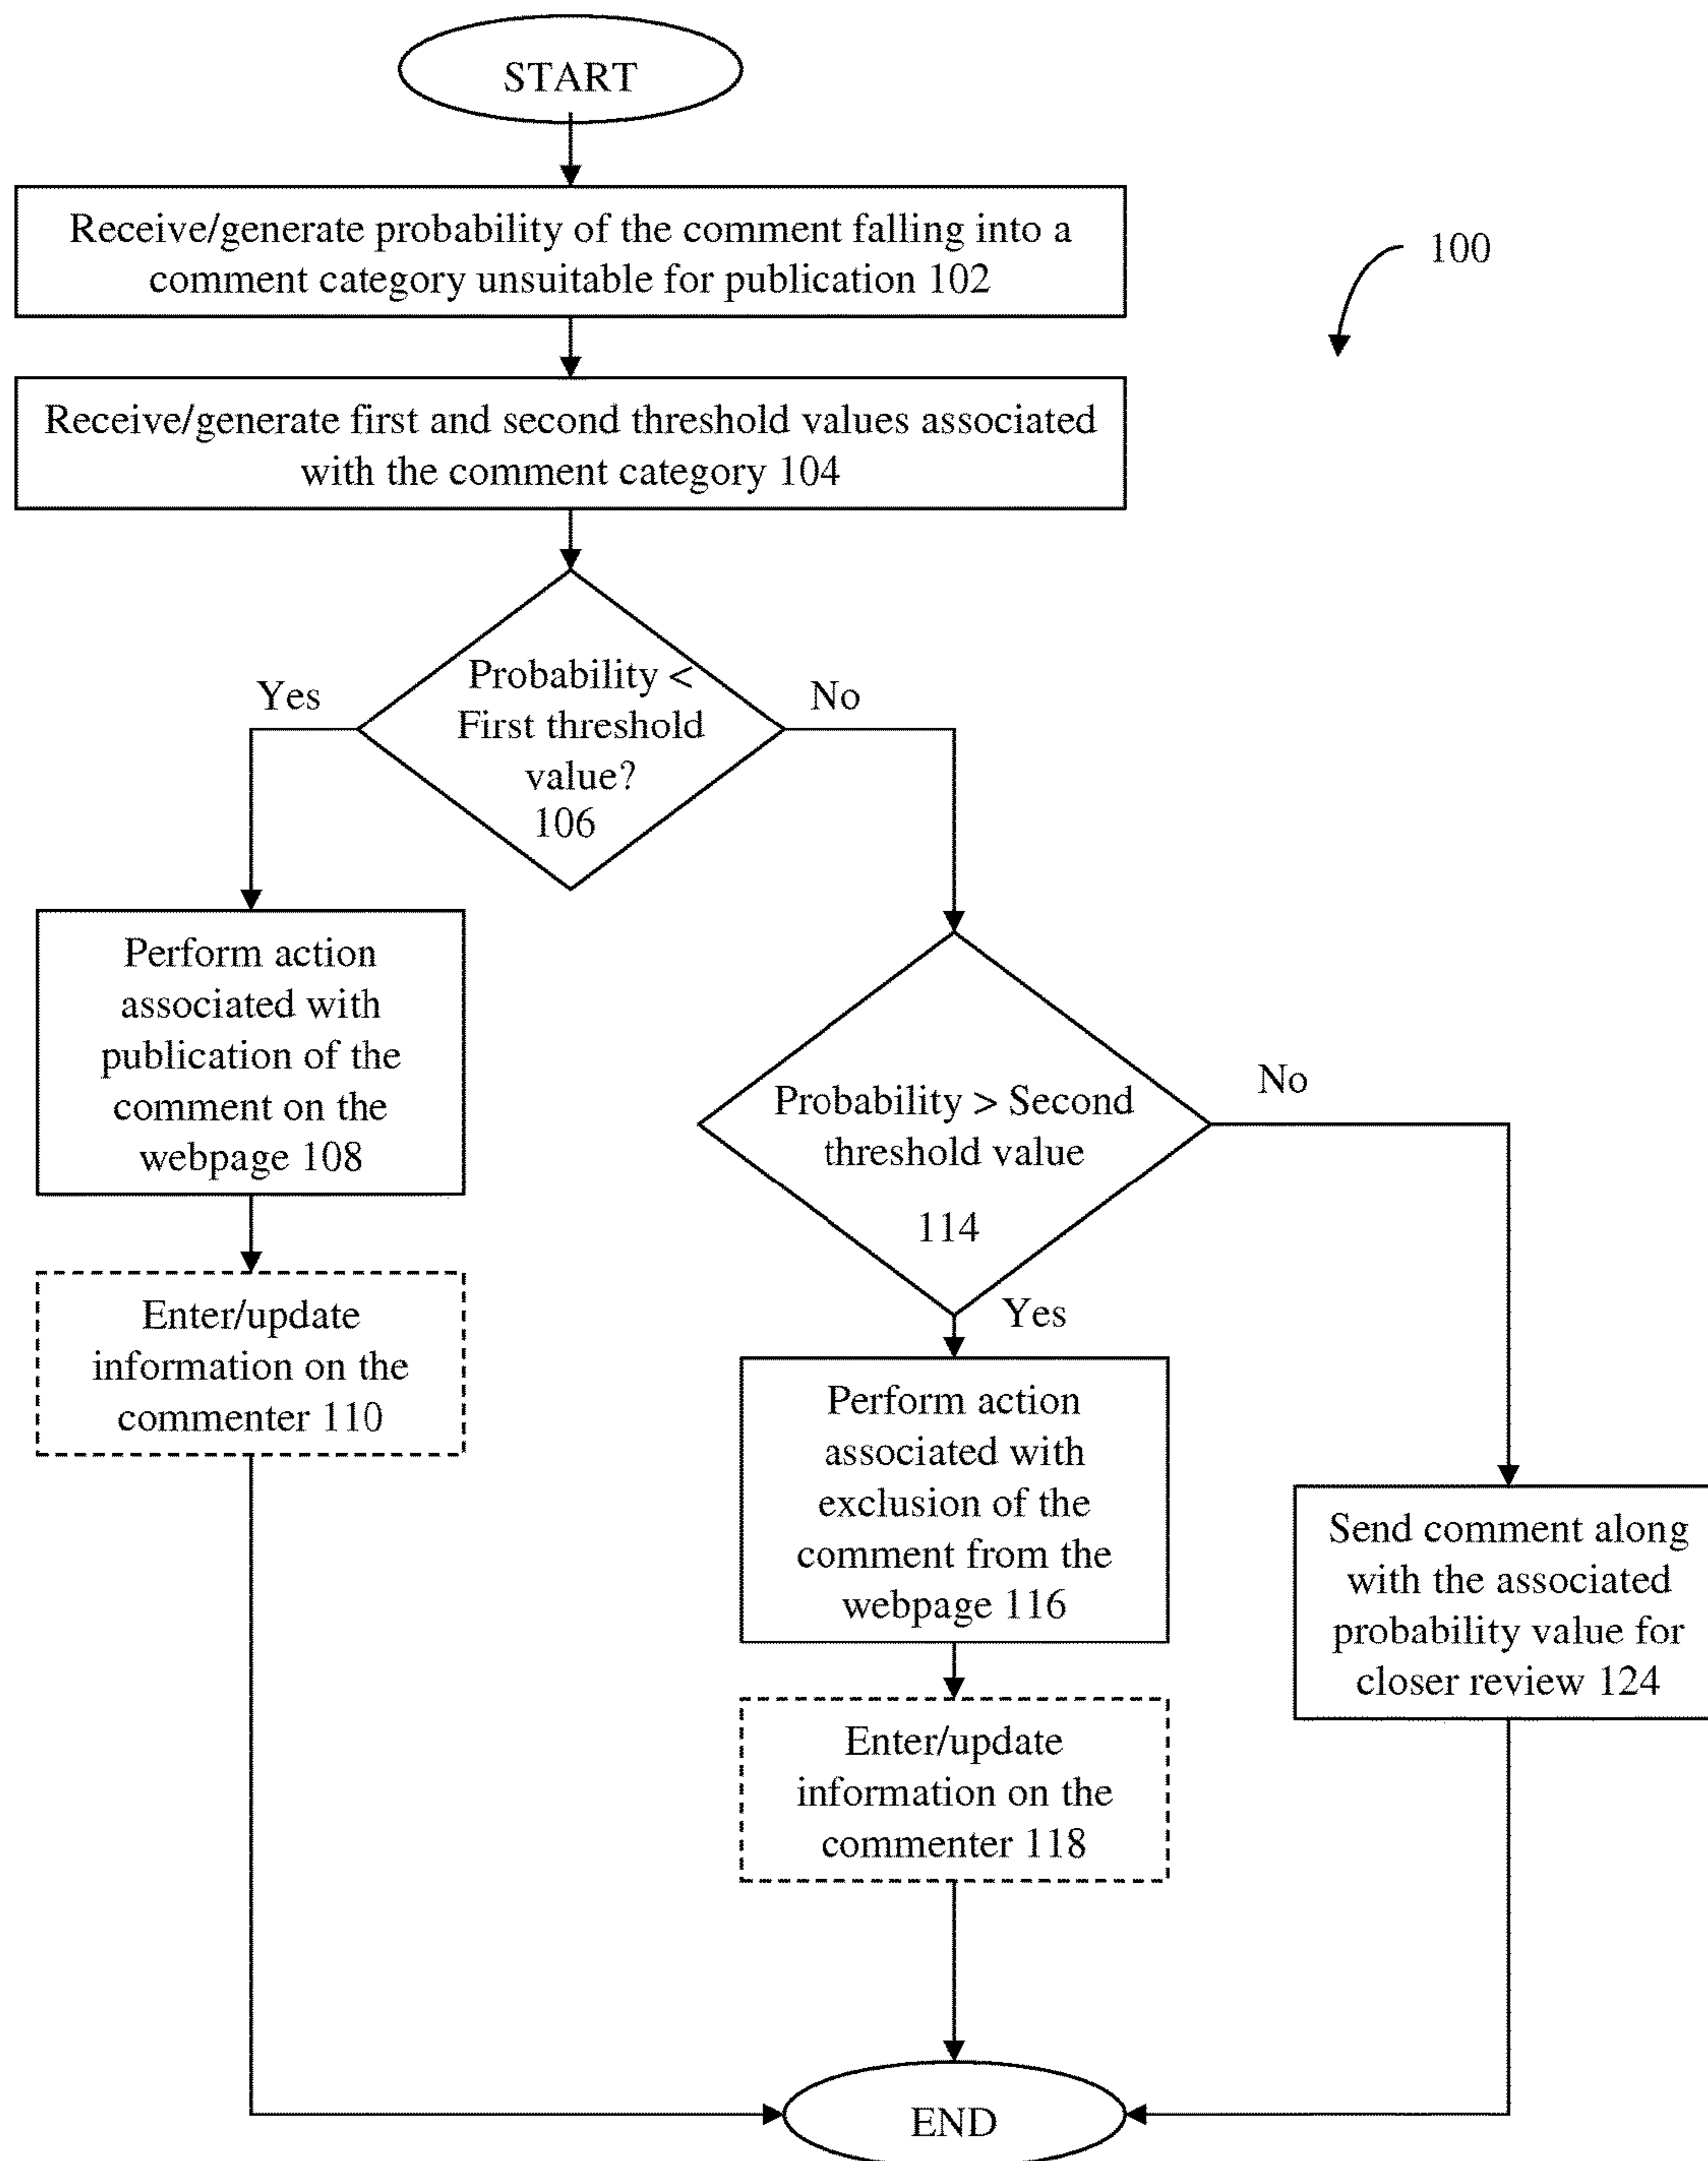 START
Receive/generate probability of the comment falling into a
comment category unsuitable for publication 102
100
Receive/generate first and second threshold values associated
with the comment category 104
Probability <
First threshold
value?
106
Yes
No
Perform action
associated with
publication of the
comment on the
webpage 108
Enter/update
information on the
commenter 110
Probability > Second
threshold value
114
No
Yes
Perform action
associated with
exclusion of the
comment from the
webpage 116
Enter/update
information on the
commenter 118
Send comment along
with the associated
probability value for
closer review 124
END